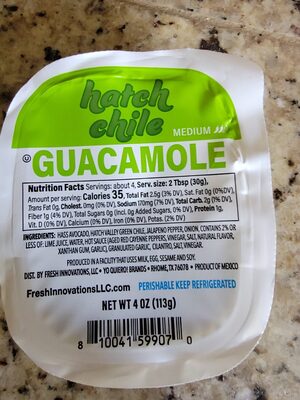 hatch
chile
MEDIUM
U GUACAMOLE
Nutrition Facts Servings: about 4, Serv. size: 2 Tbsp (30g),
Amount per serving: Calories 35, Total Fat 2.5g (3% DV), Sat. Fat 0g (0%DV),
Trans Fat 0g, Cholest. 0mg (0% DV), Sodium 170mg (7% DV), Total Carb. 2g (1% DV),
Fiber 1g (4% DV), Total Sugars 0g (Incl. 0g Added Sugars, 0% DV), Protein 1g,
Vit. D (0% DV), Calcium (0% DV), Iron (0% DV), Potas. (2% DV)
INGREDIENTS: HASS AVOCADO, HATCH VALLEY GREEN CHILE, JALAPENO PEPPER, ONION, CONTAINS 2% OR
LESS OF: LIME JUICE, WATER, HOT SAUCE (AGED RED CAYENNE PEPPERS, VINEGAR, SALT, NATURAL FLAVOR,
XANTHAN GUM, GARLIC), GRANULATED GARLIC, CILANTRO, SALT, VINEGAR.
PRODUCED IN A FACILITY THAT USES MILK, EGG, SESAME AND SOY.
DIST. BY FRESH INNOVATIONS, LLC • YO QUIERO! BRANDS • RHOME, TX 76078 • PRODUCT OF MEXICO
FreshInnovationsLLC.com PERISHABLE KEEP REFRIGERATED
NET WT 4 OZ (113g)
8 10041 59907 0